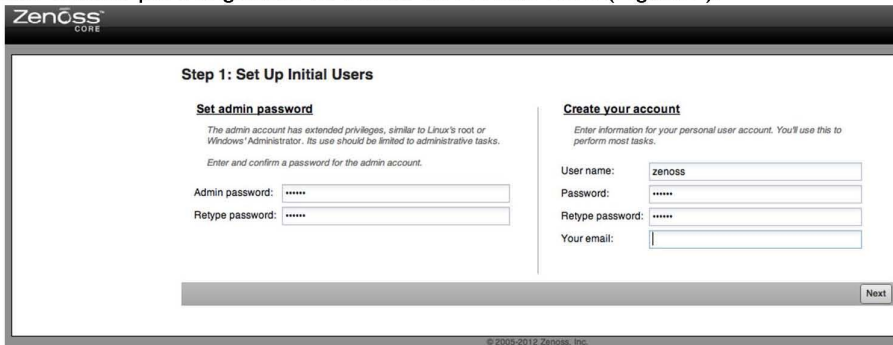 Zenoss™
CORE
Step 1: Set Up Initial Users
Set admin password
The admin account has extended privileges, similar to Linux's root or
Windows' Administrator. Its use should be limited to administrative tasks.
Enter and confirm a password for the admin account.
Admin password: ••••••
Retype password: ••••••
Create your account
Enter information for your personal user account. You'll use this to
perform most tasks.
User name: zenoss
Password: ••••••
Retype password: ••••••
Your email:
Next
© 2005-2012 Zenoss, Inc.